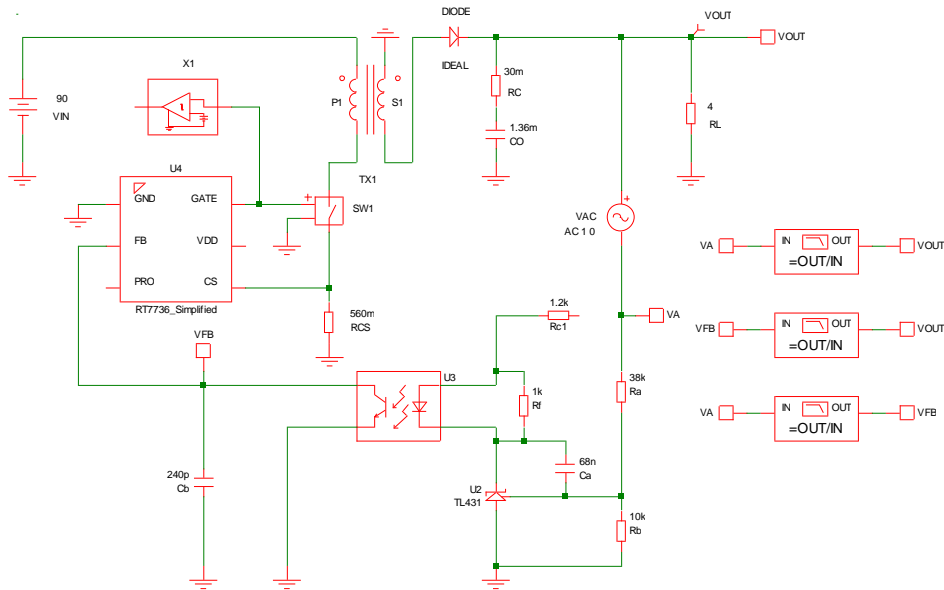 DIODE
VOUT
VOUT
IDEAL
X1
30m
RC
90
VIN
P1
S1
4
RL
1.36m
CO
U4
TX1
GND
GATE
SW1
VAC
AC 1 0
FB
VDD
PRO
CS
RT7736_Simplified
560m
RCS
1.2k
Rc1
VA
VFB
U3
1k
Rf
38k
Ra
240p
Cb
68n
Ca
U2
TL431
10k
Rb
VA
IN
OUT
VOUT
=OUT/IN
VFB
IN
OUT
VOUT
=OUT/IN
VA
IN
OUT
VFB
=OUT/IN